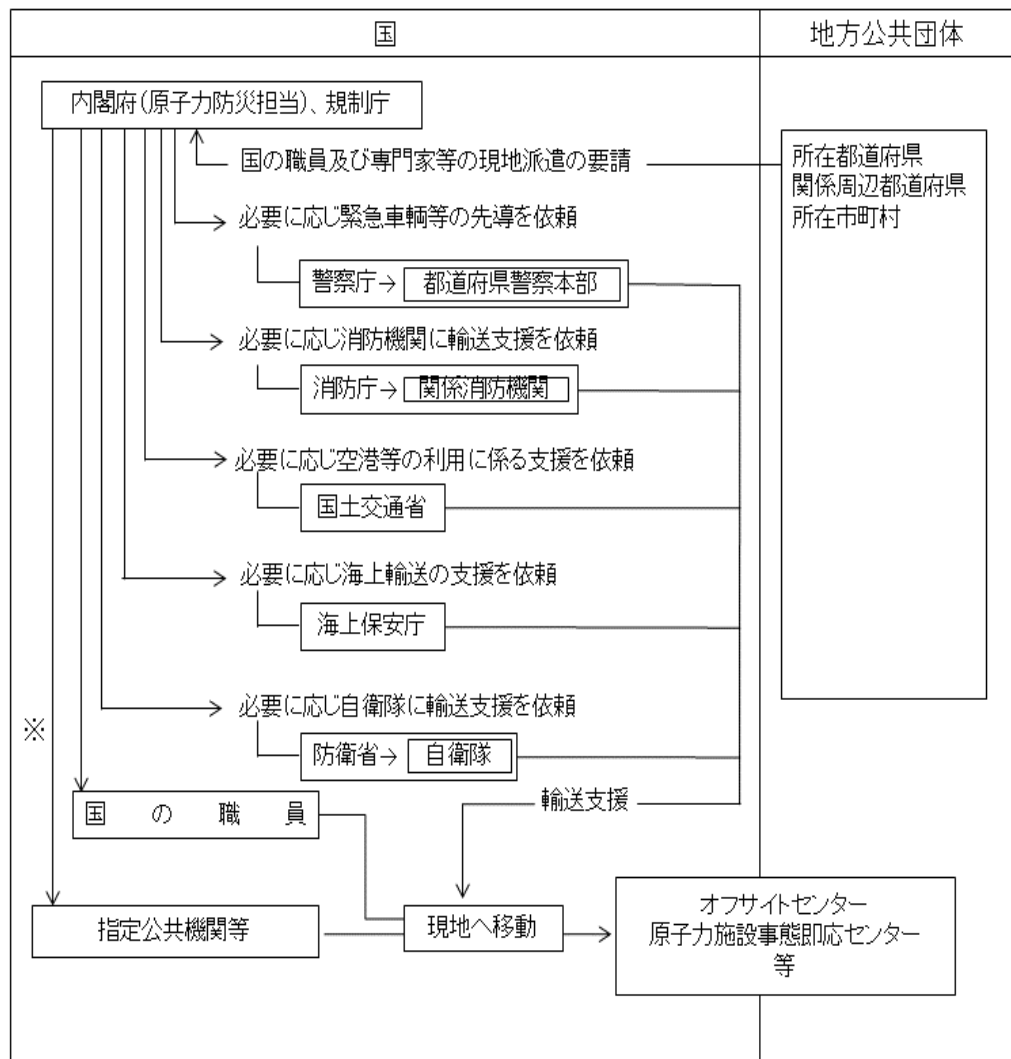 国
地方公共団体
内閣府(原子力防災担当)、規制庁
国の職員及び専門家等の現地派遣の要請
所在都道府県
関係周辺都道府県
所在市町村
必要に応じ緊急車輌等の先導を依頼
警察庁→ 都道府県警察本部
必要に応じ消防機関に輸送支援を依頼
消防庁→ 関係消防機関
必要に応じ空港等の利用に係る支援を依頼
国土交通省
必要に応じ海上輸送の支援を依頼
海上保安庁
必要に応じ自衛隊に輸送支援を依頼
※
防衛省→ 自衛隊
国の職員
輸送支援
指定公共機関等
現地へ移動
オフサイトセンター
原子力施設事態即応センター
等